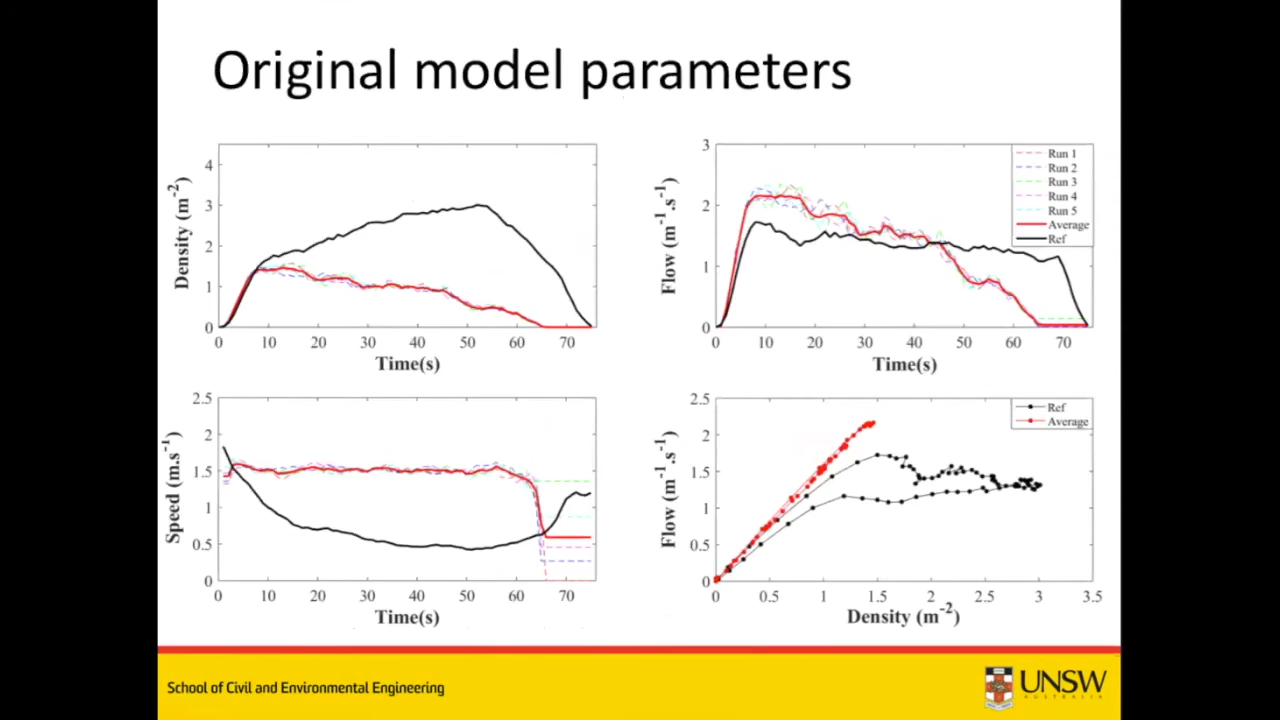 Original model parameters
4
3
2
1
0
Density (m-2)
0 10 20 30 40 50 60 70
Time(s)
3
2
1
0
Flow (m-1.s-1)
0 10 20 30 40 50 60 70
Time(s)
Run 1
Run 2
Run 3
Run 4
Run 5
Average
Ref
2.5
2
1.5
1
0.5
0
Speed (m.s-1)
0 10 20 30 40 50 60 70
Time(s)
2.5
2
1.5
1
0.5
0
Flow (m-1.s-1)
0 0.5 1 1.5 2 2.5 3 3.5
Density (m-2)
Ref
Average
School of Civil and Environmental Engineering
UNSW
AUSTRALIA